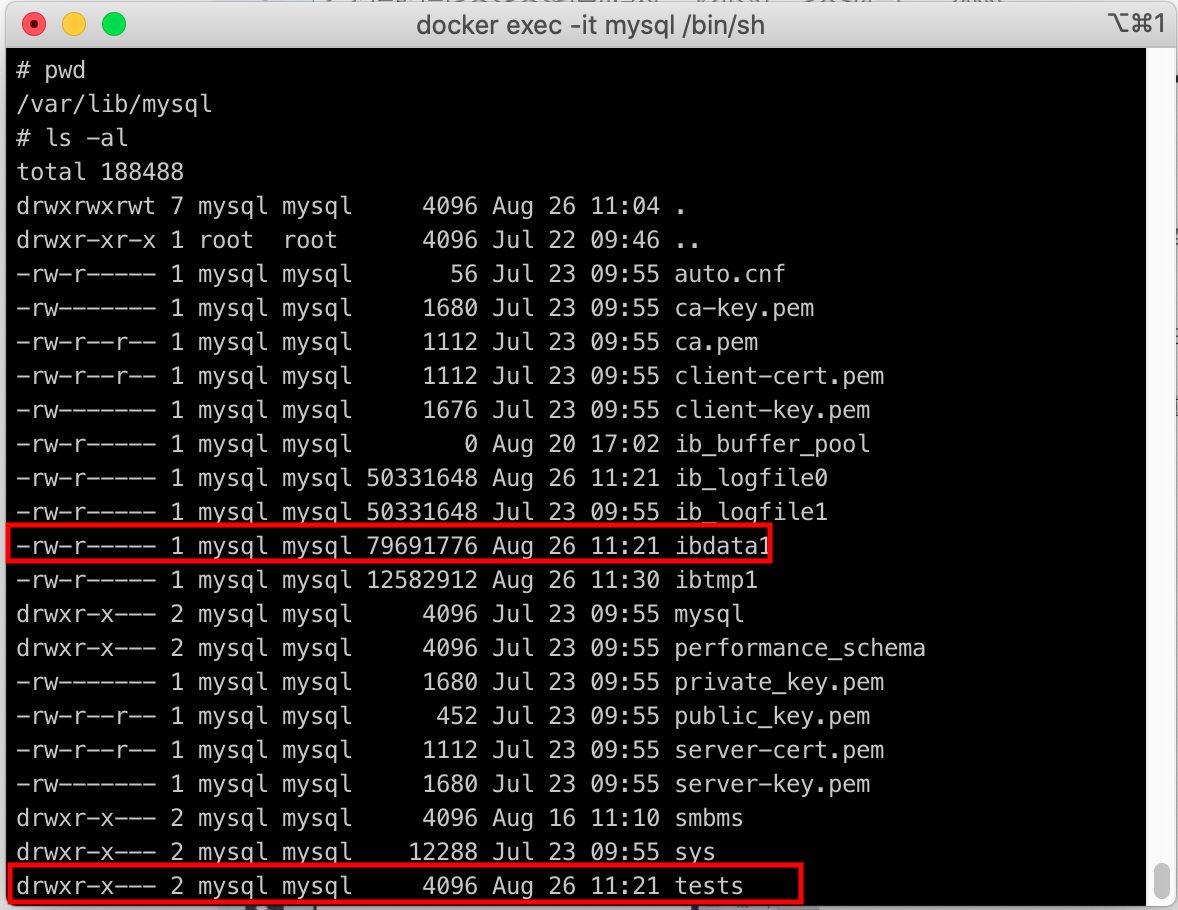 docker exec -it mysql /bin/sh
⌥⌘1
# pwd
/var/lib/mysql
# ls -al
total 188488
drwxrwxrwt 7 mysql mysql     4096 Aug 26 11:04 .
drwxr-xr-x 1 root  root      4096 Jul 22 09:46 ..
-rw-r----- 1 mysql mysql       56 Jul 23 09:55 auto.cnf
-rw------- 1 mysql mysql     1680 Jul 23 09:55 ca-key.pem
-rw-r--r-- 1 mysql mysql     1112 Jul 23 09:55 ca.pem
-rw-r--r-- 1 mysql mysql     1112 Jul 23 09:55 client-cert.pem
-rw------- 1 mysql mysql     1676 Jul 23 09:55 client-key.pem
-rw-r----- 1 mysql mysql        0 Aug 20 17:02 ib_buffer_pool
-rw-r----- 1 mysql mysql 50331648 Aug 26 11:21 ib_logfile0
-rw-r----- 1 mysql mysql 50331648 Jul 23 09:55 ib_logfile1
-rw-r----- 1 mysql mysql 79691776 Aug 26 11:21 ibdata1
-rw-r----- 1 mysql mysql 12582912 Aug 26 11:30 ibtmp1
drwxr-x--- 2 mysql mysql     4096 Jul 23 09:55 mysql
drwxr-x--- 2 mysql mysql     4096 Jul 23 09:55 performance_schema
-rw------- 1 mysql mysql     1680 Jul 23 09:55 private_key.pem
-rw-r--r-- 1 mysql mysql      452 Jul 23 09:55 public_key.pem
-rw-r--r-- 1 mysql mysql     1112 Jul 23 09:55 server-cert.pem
-rw------- 1 mysql mysql     1680 Jul 23 09:55 server-key.pem
drwxr-x--- 2 mysql mysql     4096 Aug 16 11:10 smbms
drwxr-x--- 2 mysql mysql    12288 Jul 23 09:55 sys
drwxr-x--- 2 mysql mysql     4096 Aug 26 11:21 tests